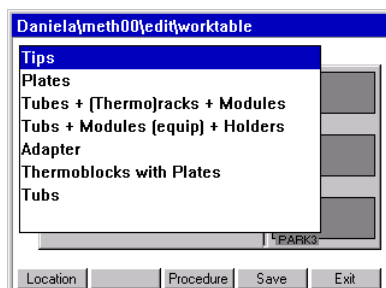 Daniela\meth00\edit\worktable
Tips
Plates
Tubes + (Thermo)racks + Modules
Tubs + Modules (equip) + Holders
Adapter
Thermoblocks with Plates
Tubs
PARK3
Location
Procedure
Save
Exit